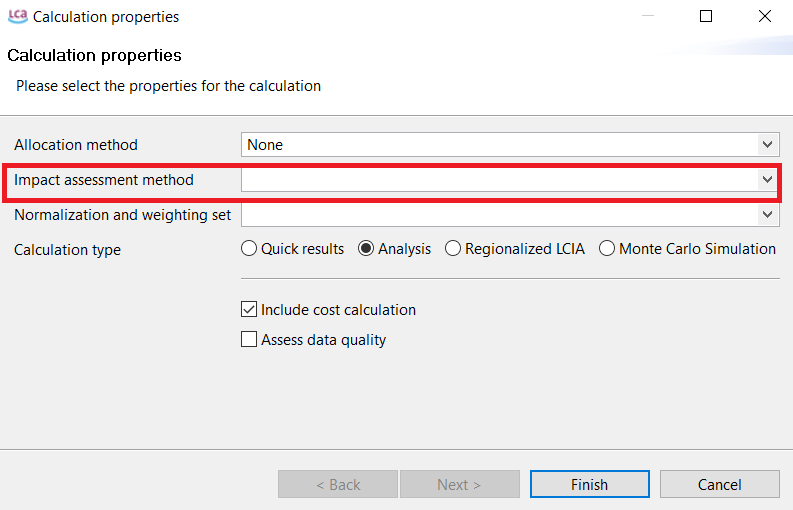 LCA Calculation properties
Calculation properties
Please select the properties for the calculation
Allocation method None
Impact assessment method
Normalization and weighting set
Calculation type Quick results Analysis Regionalized LCIA Monte Carlo Simulation
Include cost calculation
Assess data quality
< Back Next > Finish Cancel